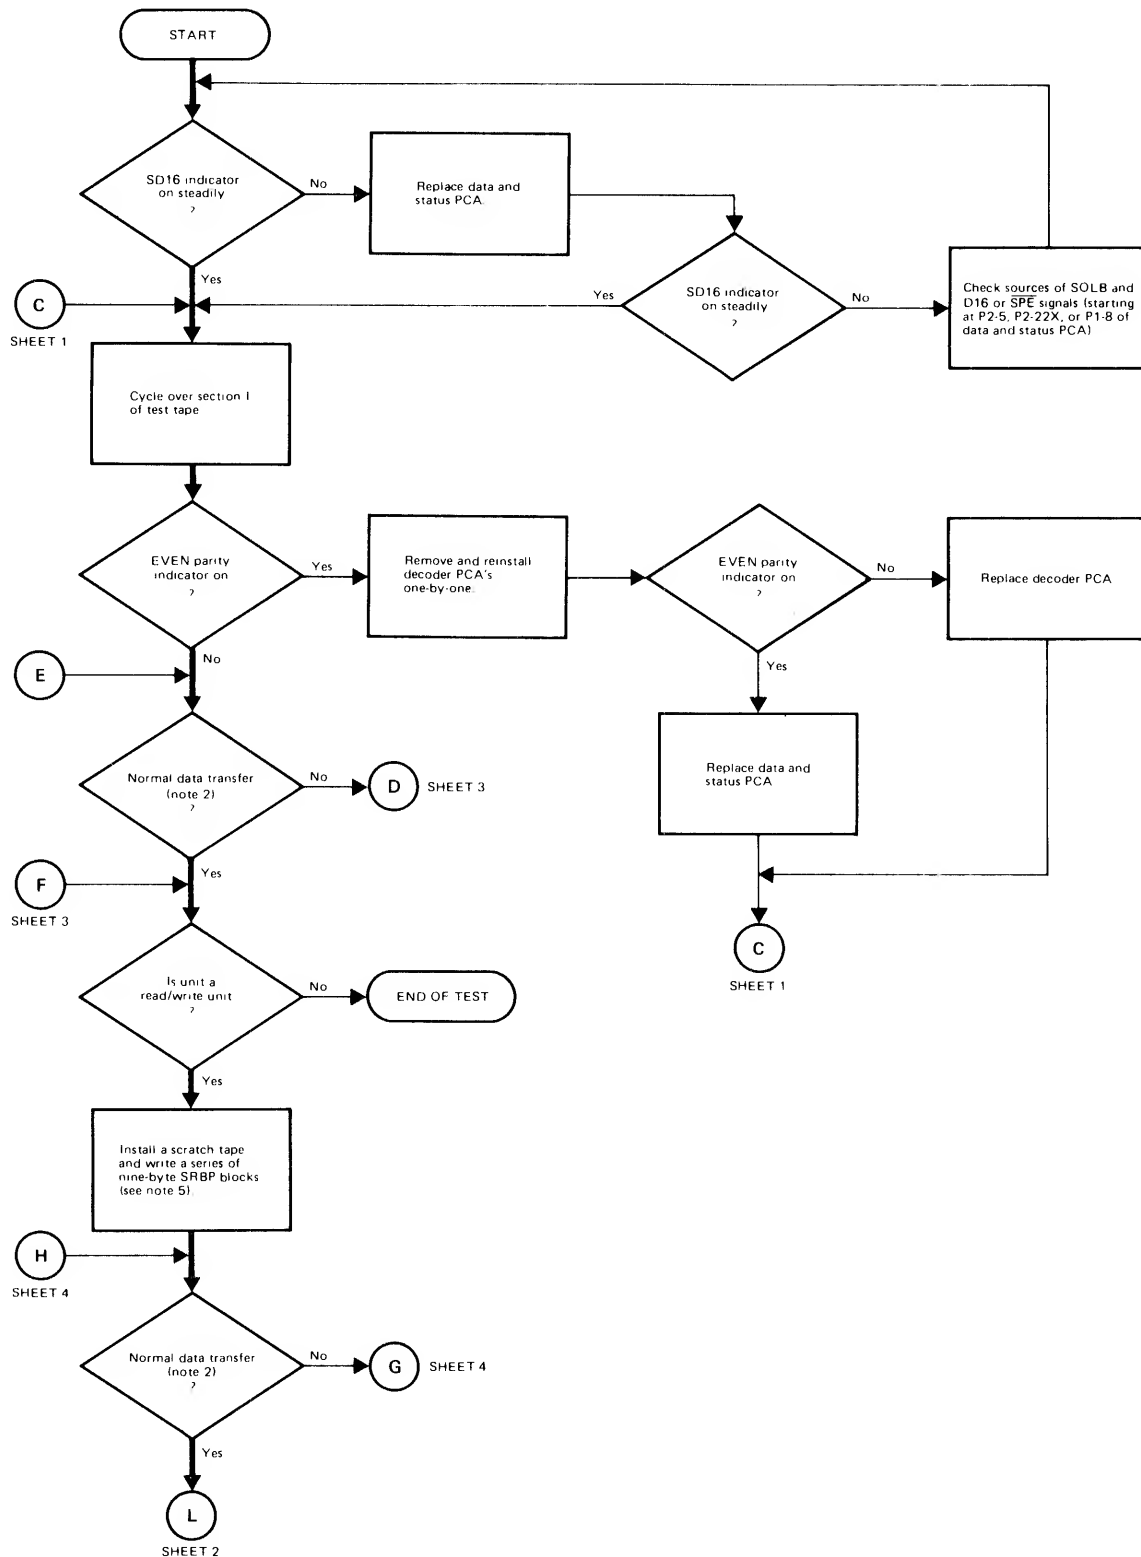 START
SD16 indicator
on steadily
?
No
Replace data and
status PCA.
Yes
SD16 indicator
on steadily
?
Yes
No
Check sources of SOLB and
D16 or SPE signals (starting
at P2-5, P2-22X, or P1-8 of
data and status PCA)
C
SHEET 1
Cycle over section I
of test tape
EVEN parity
indicator on
?
Yes
Remove and reinstall
decoder PCA's
one-by-one.
EVEN parity
indicator on
?
No
Replace decoder PCA
No
Yes
E
Replace data and
status PCA
Normal data transfer
(note 2)
?
No
D
SHEET 3
Yes
F
SHEET 3
C
SHEET 1
Is unit a
read/write unit
?
No
END OF TEST
Yes
Install a scratch tape
and write a series of
nine-byte SRBP blocks
(see note 5).
H
SHEET 4
Normal data transfer
(note 2)
?
No
G
SHEET 4
Yes
L
SHEET 2